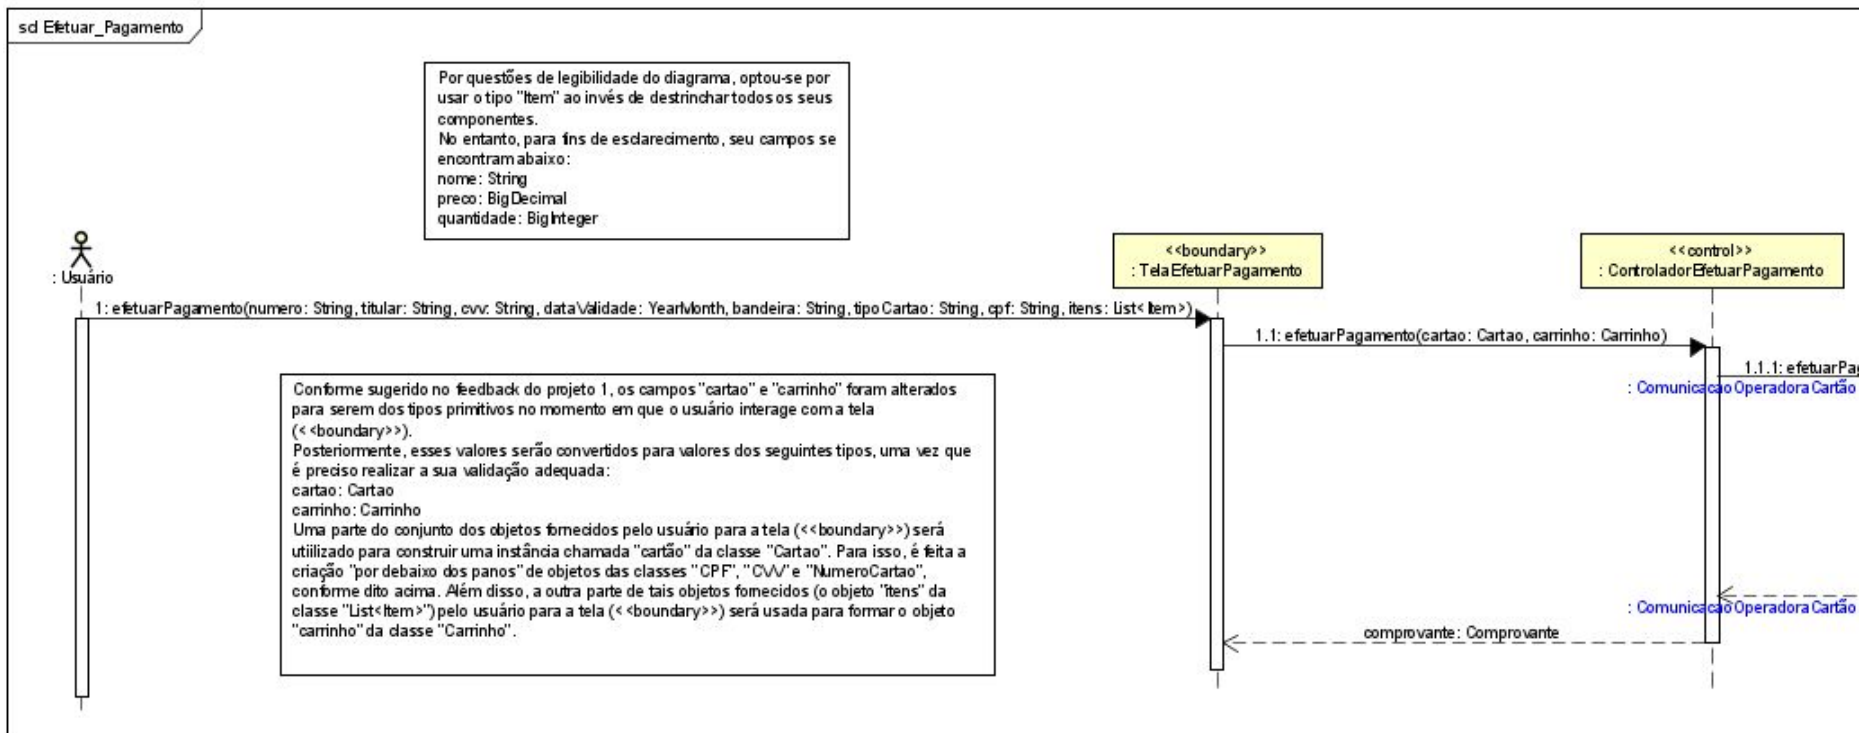 sd Efetuar_Pagamento
Por questões de legibilidade do diagrama, optou-se por
usar o tipo "Item" ao invés de destrinchar todos os seus
componentes.
No entanto, para fins de esclarecimento, seu campos se
encontram abaixo:
nome: String
preco: BigDecimal
quantidade: BigInteger
: Usuário
<<boundary>>
: TelaEfetuarPagamento
<<control>>
: ControladorEfetuarPagamento
1: efetuarPagamento(numero: String, titular: String, cvv: String, dataValidade: YearMonth, bandeira: String, tipoCartao: String, cpf: String, itens: List<Item>)
1.1: efetuarPagamento(cartao: Cartao, carrinho: Carrinho)
1.1.1: efetuarPag
: ComunicacaoOperadoraCartão
Conforme sugerido no feedback do projeto 1, os campos "cartao" e "carrinho" foram alterados
para serem dos tipos primitivos no momento em que o usuário interage com a tela
(<<boundary>>).
Posteriormente, esses valores serão convertidos para valores dos seguintes tipos, uma vez que
é preciso realizar a sua validação adequada:
cartao: Cartao
carrinho: Carrinho
Uma parte do conjunto dos objetos fornecidos pelo usuário para a tela (<<boundary>>) será
utiilizado para construir uma instância chamada "cartão" da classe "Cartao". Para isso, é feita a
criação "por debaixo dos panos" de objetos das classes "CPF", "CVV" e "NumeroCartao",
conforme dito acima. Além disso, a outra parte de tais objetos fornecidos (o objeto "itens" da
classe "List<Item>") pelo usuário para a tela (<<boundary>>) será usada para formar o objeto
"carrinho" da classe "Carrinho".
: ComunicacaoOperadoraCartão
comprovante: Comprovante